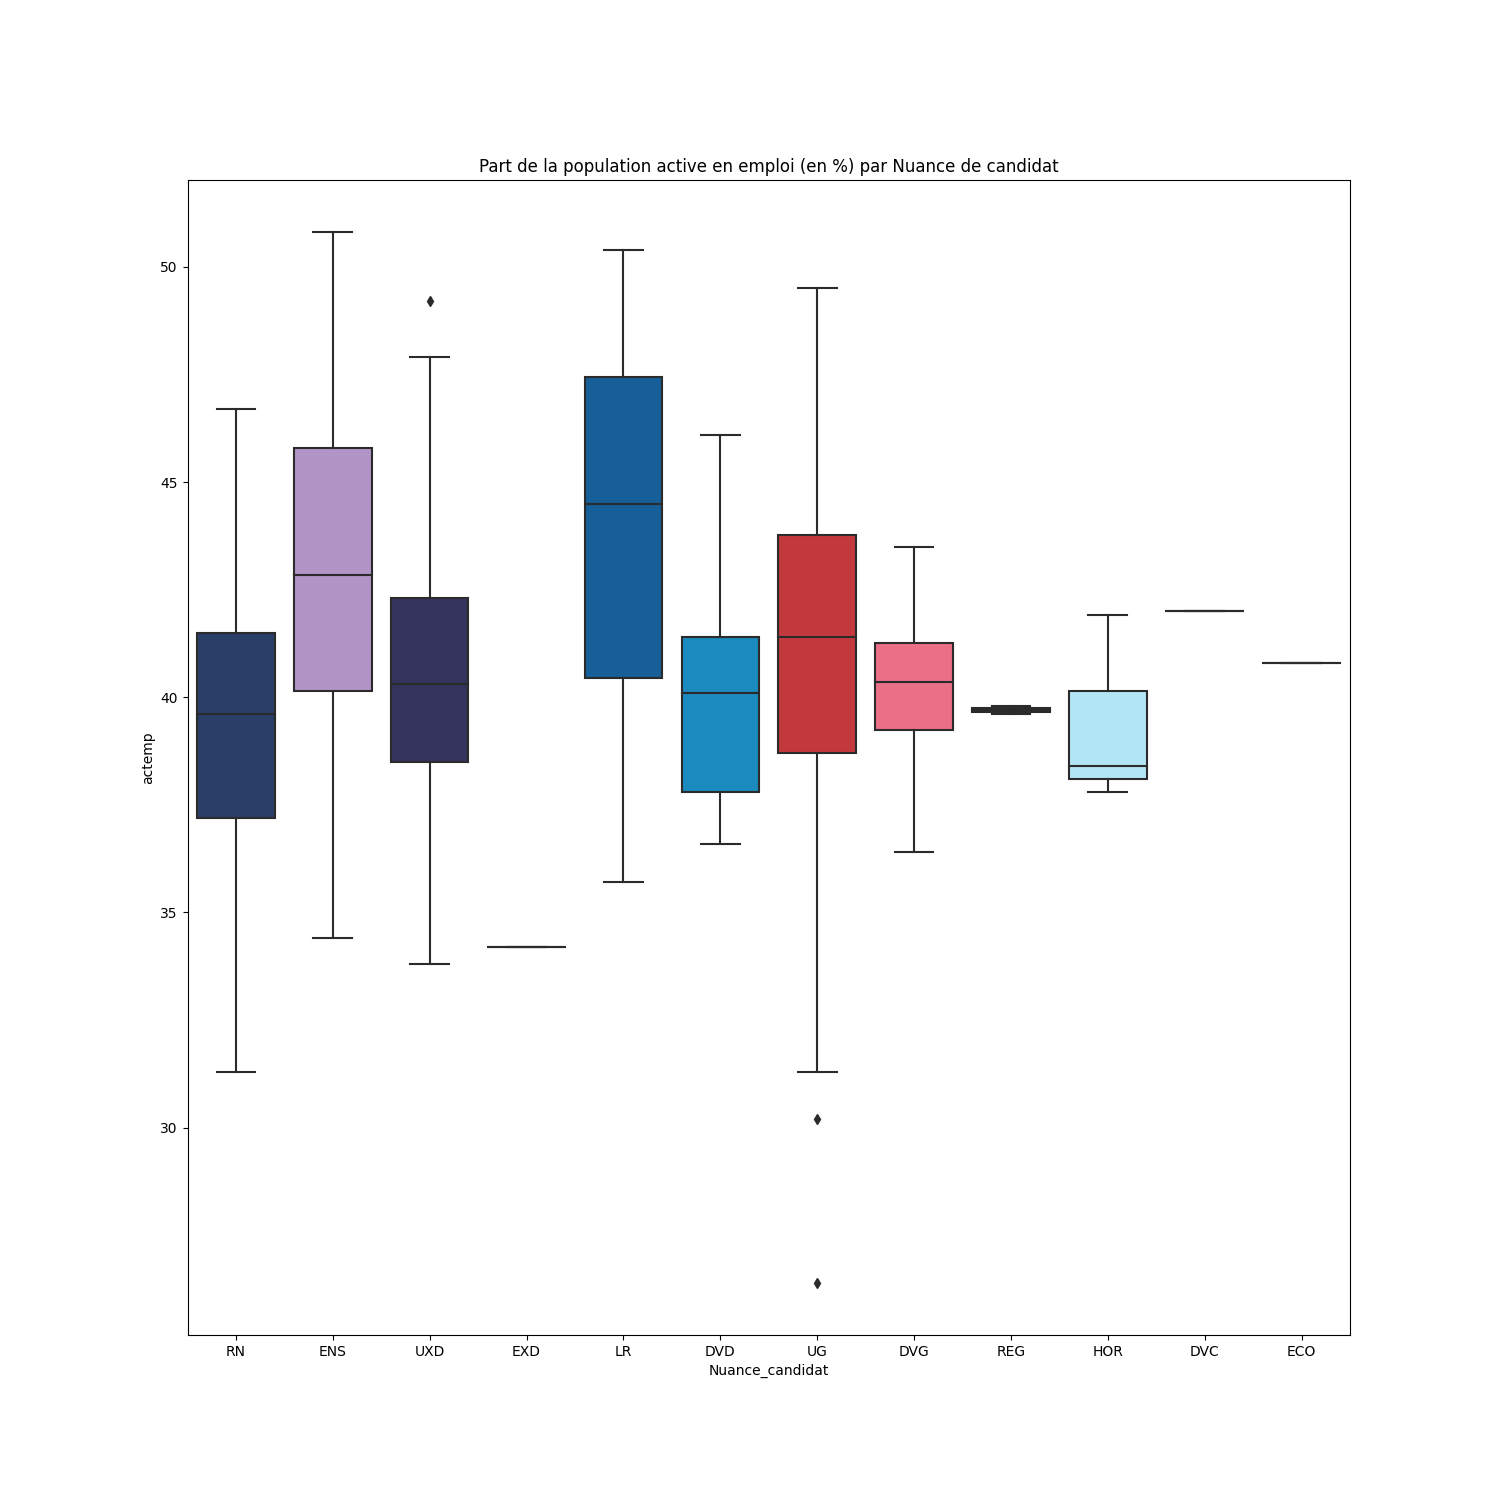 Part de la population active en emploi (en %) par Nuance de candidat
50
45
40
35
30
actemp
RN ENS UXD EXD LR DVD UG DVG REG HOR DVC ECO
Nuance_candidat